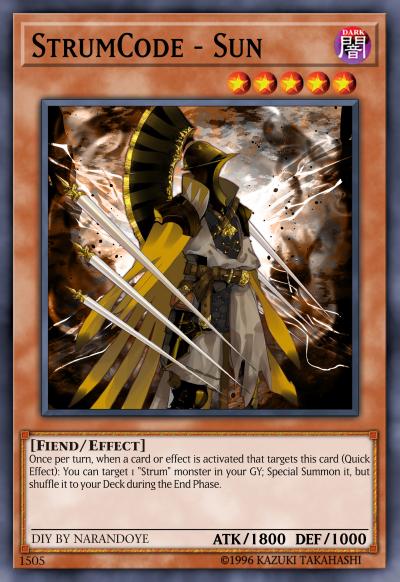 StrumCode - Sun
DARK
闇
[Fiend/Effect]
Once per turn, when a card or effect is activated that targets this card (Quick
Effect): You can target 1 "Strum" monster in your GY; Special Summon it, but
shuffle it to your Deck during the End Phase.
DIY BY NARANDOYE
ATK/1800 DEF/1000
1505
©1996 KAZUKI TAKAHASHI